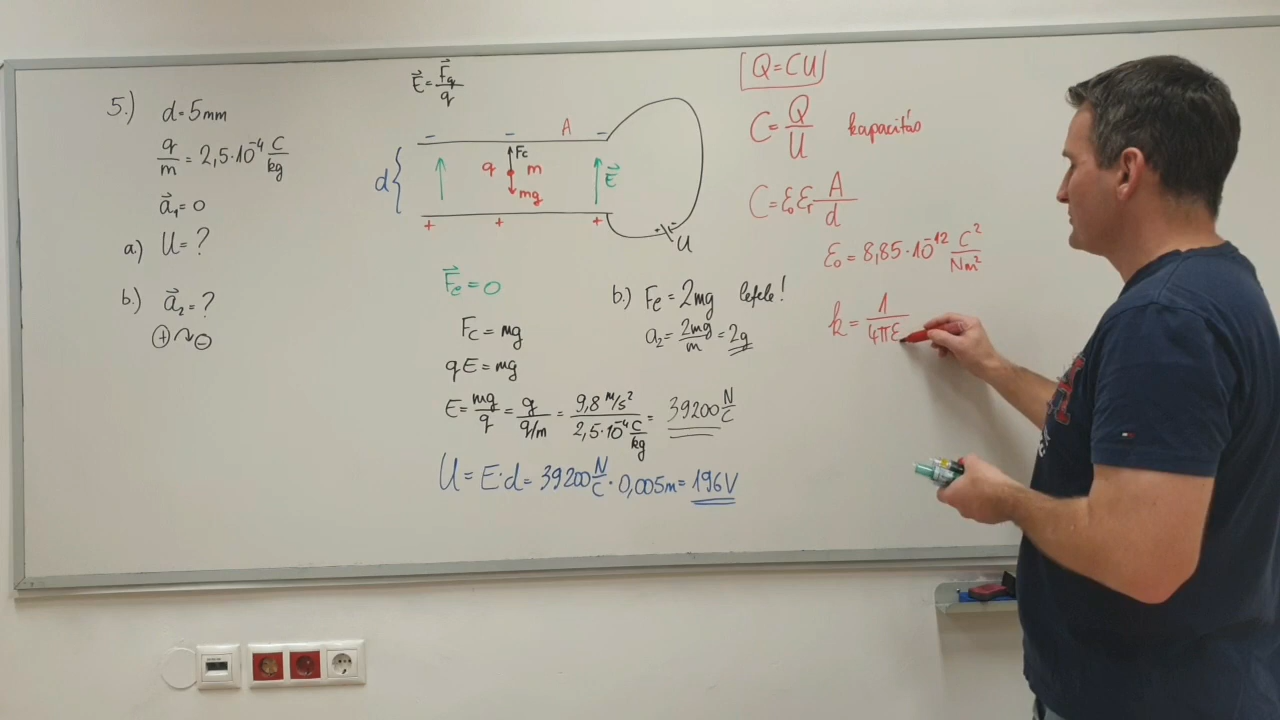 5.) d=5mm
q/m = 2,5·10⁻⁴ C/kg
a⃗₁=0
a.) U=?
b.) a⃗₂=?
⊕↷⊖
E⃗=F⃗q/q
− − A −
Fc
q m
mg
E⃗
d{
+ + +
- +
U
F⃗e=0
Fc=mg
qE=mg
E=mg/q=g/q/m=9,8 m/s²/2,5·10⁻⁴ C/kg=39200 N/C
U=E·d=39200 N/C·0,005m=196V
b.) Fe=2mg lefele!
a₂=2mg/m=2g
Q=CU
C=Q/U kapacitás
C=ε₀εr A/d
ε₀=8,85·10⁻¹² C²/Nm²
k=1/4πε